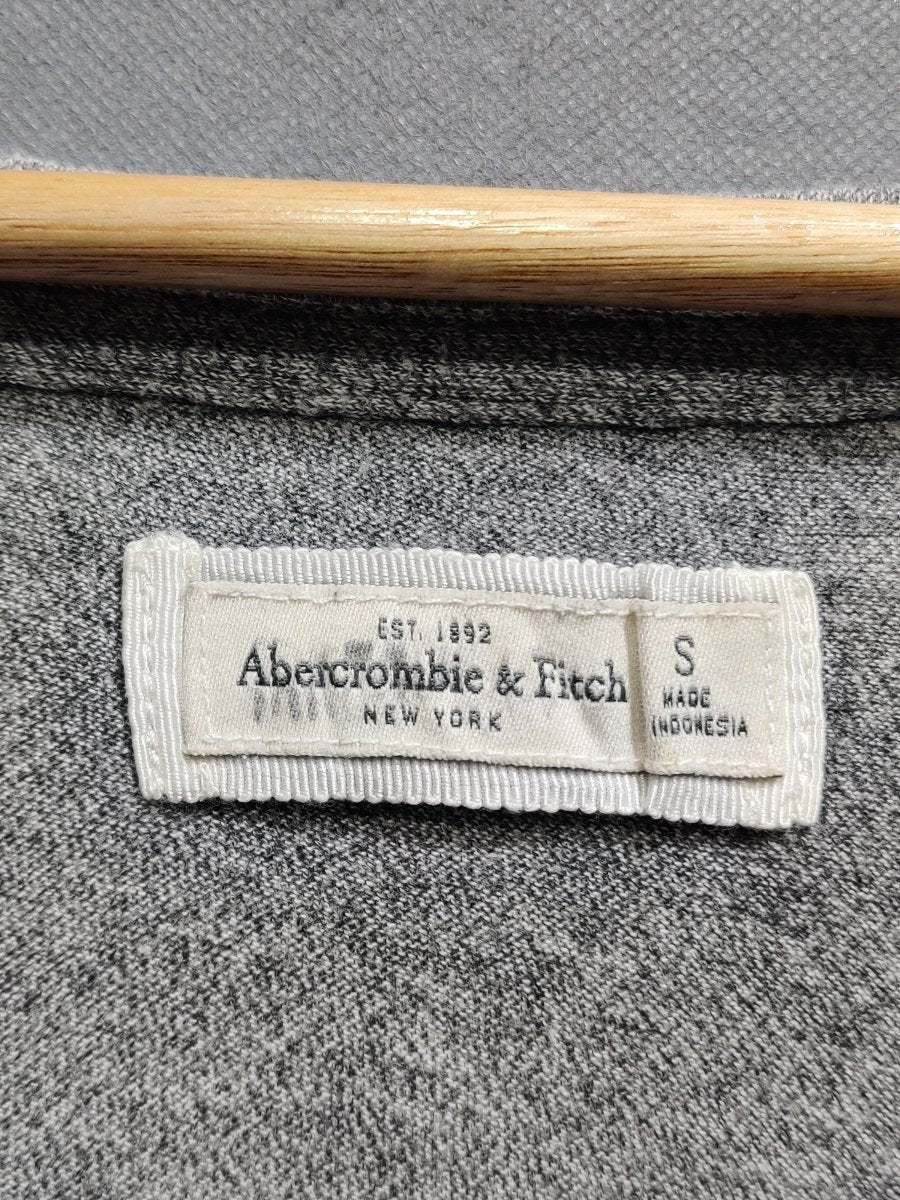 EST. 1892
Abercrombie & Fitch
NEW YORK
S
MADE
INDONESIA